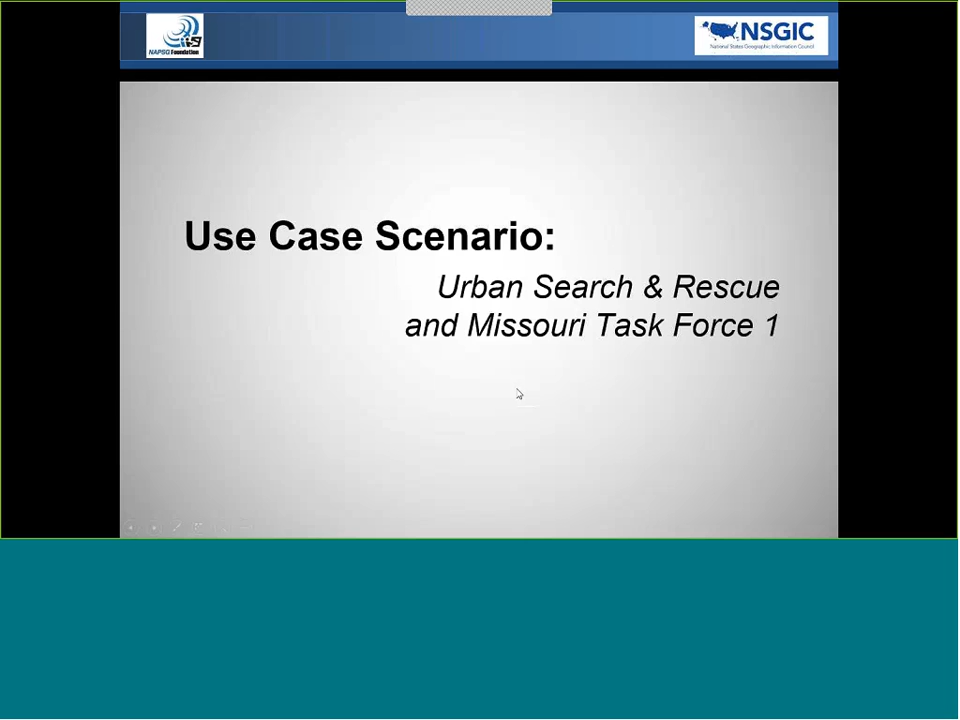 NAPSG Foundation
NSGIC
National States Geographic Information Council
Use Case Scenario:
Urban Search & Rescue
and Missouri Task Force 1